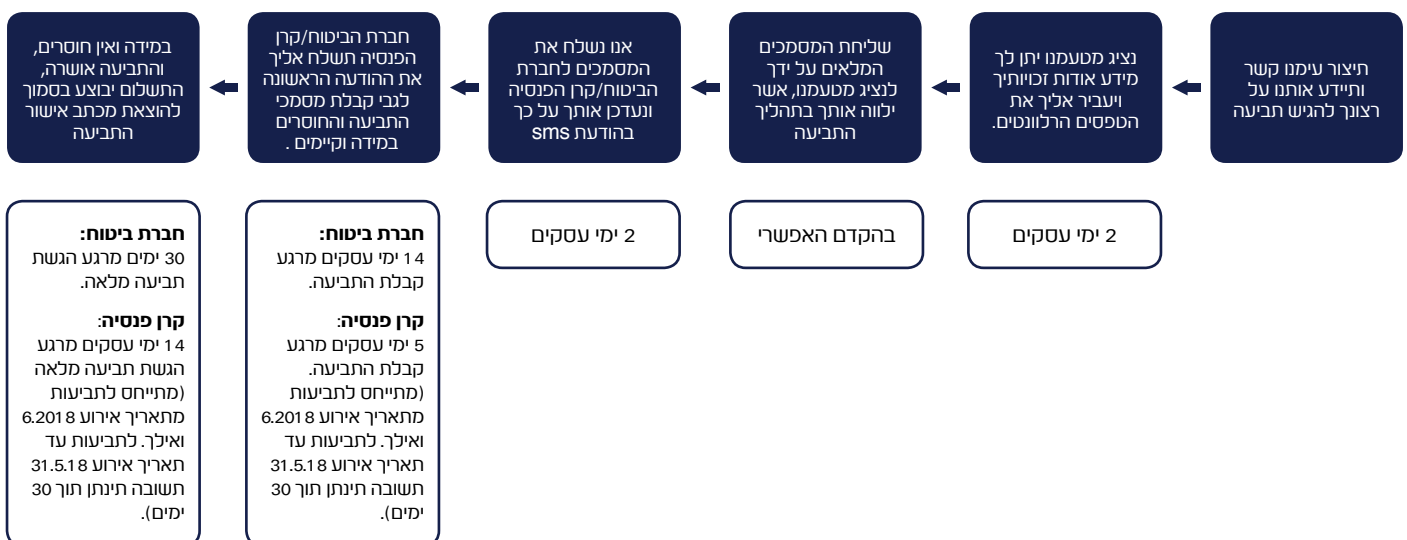 תיצור עימנו קשר
ותיידע אותנו על
רצונך להגיש תביעה
נציג מטעמנו יתן לך
מידע אודות זכויותיך
ויעביר אליך את
הטפסים הרלוונטים.
שליחת המסמכים
המלאים על ידך
לנציג מטעמנו, אשר
ילווה אותך בתהליך
התביעה
אנו נשלח את
המסמכים לחברת
הביטוח/קרן הפנסיה
ונעדכן אותך על כך
בהודעת sms
חברת הביטוח/קרן
הפנסיה תשלח אליך
את ההודעה הראשונה
לגבי קבלת מסמכי
התביעה והחוסרים
במידה וקיימים .
במידה ואין חוסרים,
והתביעה אושרה,
התשלום יבוצע בסמוך
להוצאת מכתב אישור
התביעה
2 ימי עסקים
בהקדם האפשרי
2 ימי עסקים
חברת ביטוח:
14 ימי עסקים מרגע
קבלת התביעה.
קרן פנסיה:
5 ימי עסקים מרגע
קבלת התביעה.
(מתייחס לתביעות
מתאריך אירוע 6.2018
ואילך. לתביעות עד
תאריך אירוע 31.5.18
תשובה תינתן תוך 30
ימים).
חברת ביטוח:
30 ימים מרגע הגשת
תביעה מלאה.
קרן פנסיה:
14 ימי עסקים מרגע
הגשת תביעה מלאה
(מתייחס לתביעות
מתאריך אירוע 6.2018
ואילך. לתביעות עד
תאריך אירוע 31.5.18
תשובה תינתן תוך 30
ימים).